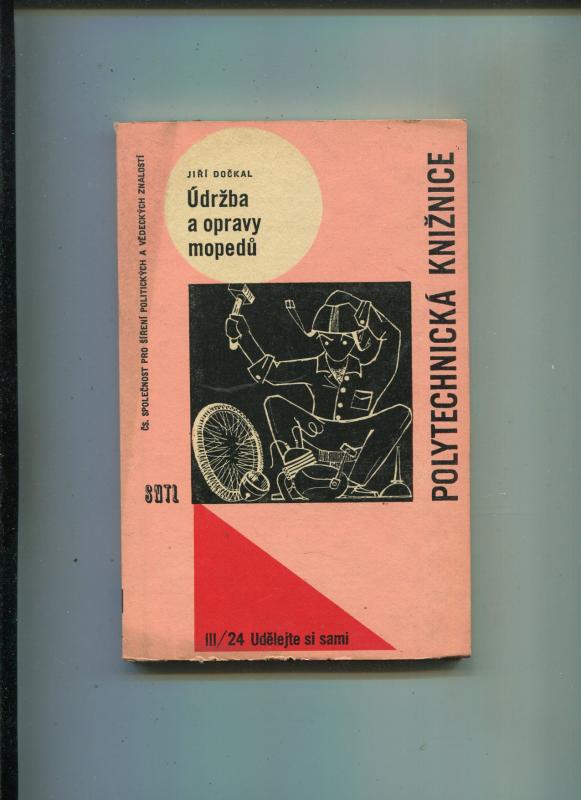 JIŘÍ DOČKAL
Údržba
a opravy
mopedů
ČS. SPOLEČNOST PRO ŠÍŘENÍ POLITICKÝCH A VĚDECKÝCH ZNALOSTÍ
POLYTECHNICKÁ KNIŽNICE
SNTL
III/24 Udělejte si sami